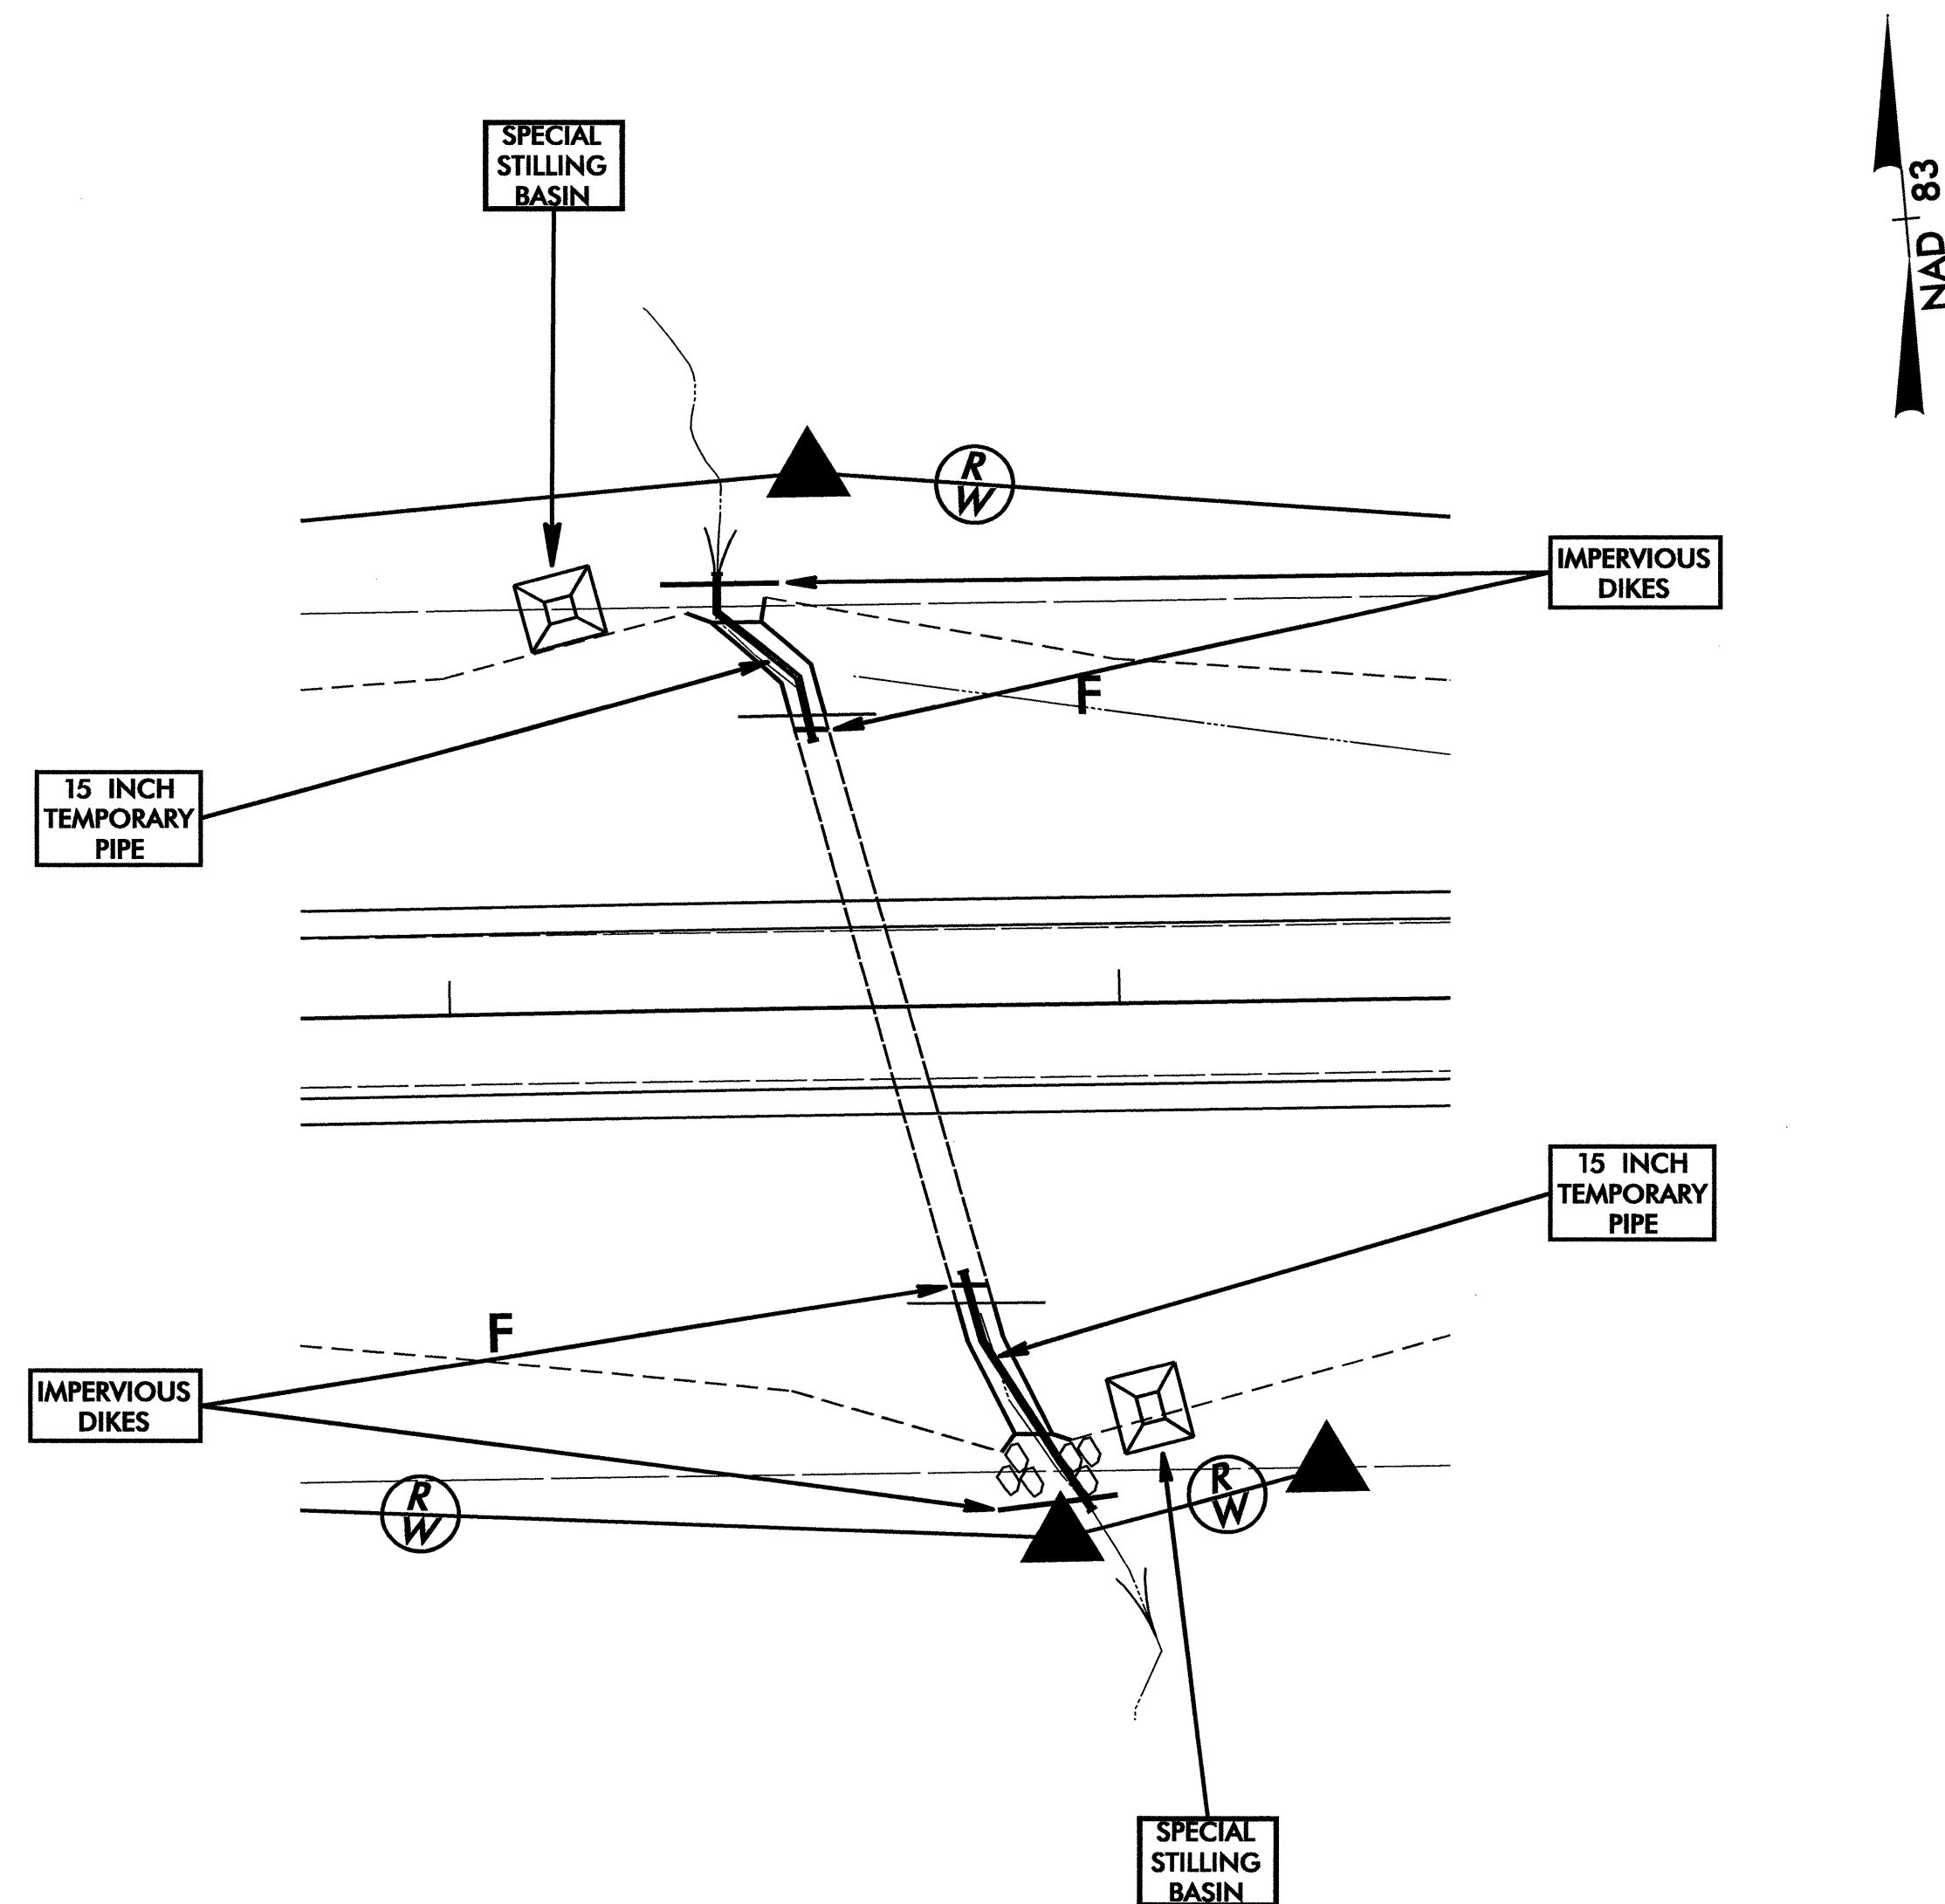 SPECIAL
STILLING
BASIN
NAD 83
R
W
IMPERVIOUS
DIKES
F
15 INCH
TEMPORARY
PIPE
15 INCH
TEMPORARY
PIPE
F
IMPERVIOUS
DIKES
R
W
R
W
SPECIAL
STILLING
BASIN